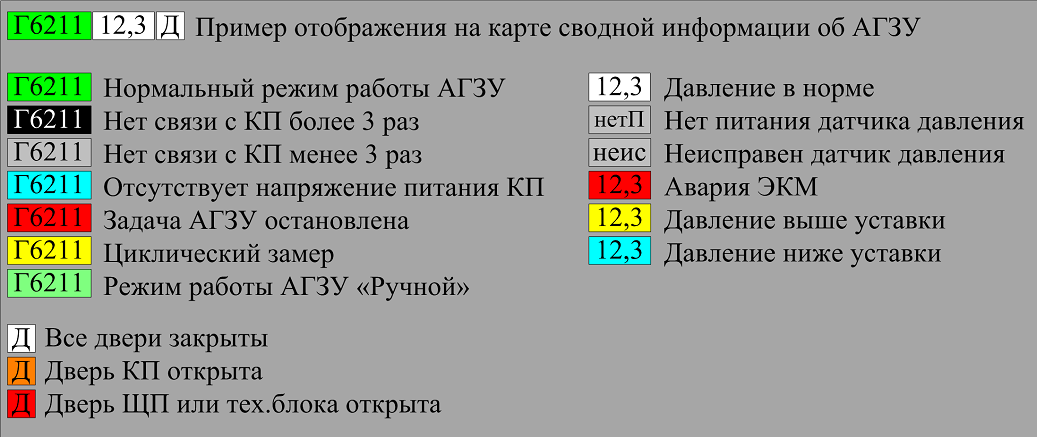 Г6211 12,3 Д Пример отображения на карте сводной информации об АГЗУ
Г6211 Нормальный режим работы АГЗУ
Г6211 Нет связи с КП более 3 раз
Г6211 Нет связи с КП менее 3 раз
Г6211 Отсутствует напряжение питания КП
Г6211 Задача АГЗУ остановлена
Г6211 Циклический замер
Г6211 Режим работы АГЗУ «Ручной»
12,3 Давление в норме
нетП Нет питания датчика давления
неис Неисправен датчик давления
12,3 Авария ЭКМ
12,3 Давление выше уставки
12,3 Давление ниже уставки
Д Все двери закрыты
Д Дверь КП открыта
Д Дверь ЩП или тех.блока открыта